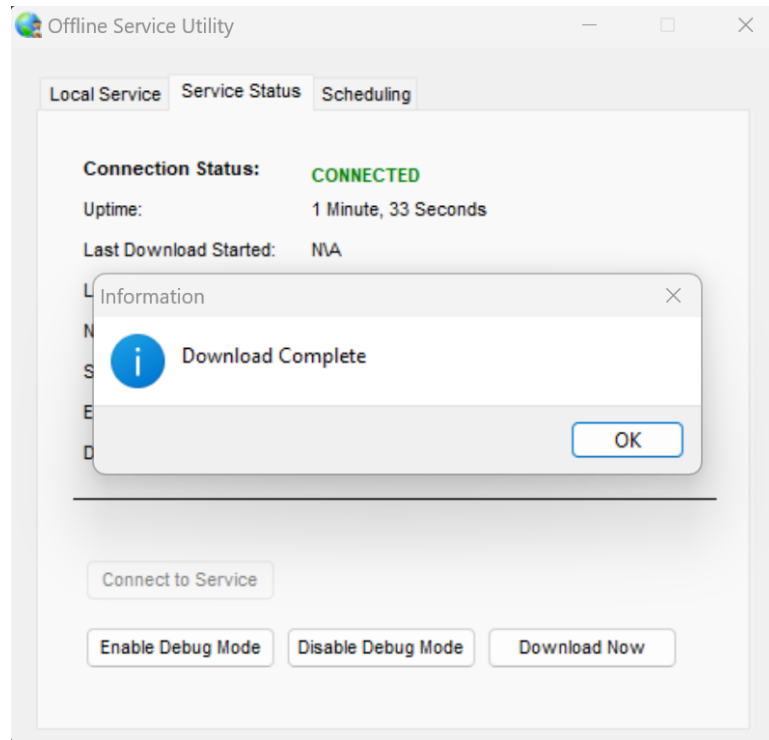 Offline Service Utility
Local Service Service Status Scheduling
Connection Status: CONNECTED
Uptime: 1 Minute, 33 Seconds
Last Download Started: N\A
L
Information
N
Download Complete
S
E
OK
D
Connect to Service
Enable Debug Mode Disable Debug Mode Download Now